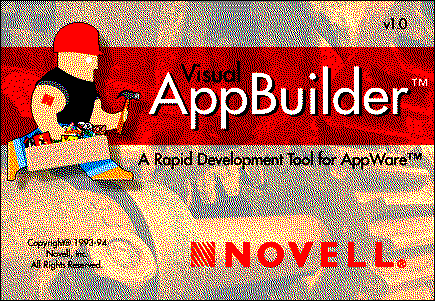 v1.0
Visual
AppBuilder™
A Rapid Development Tool for AppWare™
Copyright© 1993-94
Novell, Inc.
All Rights Reserved
NOVELL®